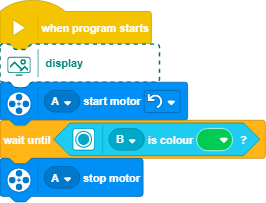 when program starts
display
A start motor
wait until B is colour ?
A stop motor